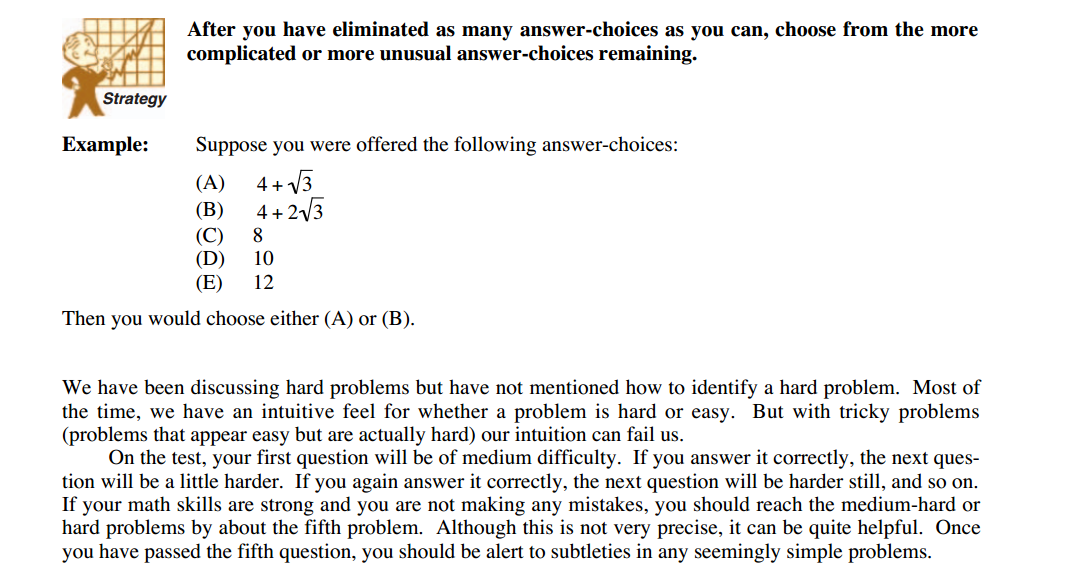 After you have eliminated as many answer-choices as you can, choose from the more
complicated or more unusual answer-choices remaining.
Strategy
Example: Suppose you were offered the following answer-choices:
(A) 4 + √3
(B) 4 + 2√3
(C) 8
(D) 10
(E) 12
Then you would choose either (A) or (B).
We have been discussing hard problems but have not mentioned how to identify a hard problem. Most of
the time, we have an intuitive feel for whether a problem is hard or easy. But with tricky problems
(problems that appear easy but are actually hard) our intuition can fail us.
On the test, your first question will be of medium difficulty. If you answer it correctly, the next ques-
tion will be a little harder. If you again answer it correctly, the next question will be harder still, and so on.
If your math skills are strong and you are not making any mistakes, you should reach the medium-hard or
hard problems by about the fifth problem. Although this is not very precise, it can be quite helpful. Once
you have passed the fifth question, you should be alert to subtleties in any seemingly simple problems.